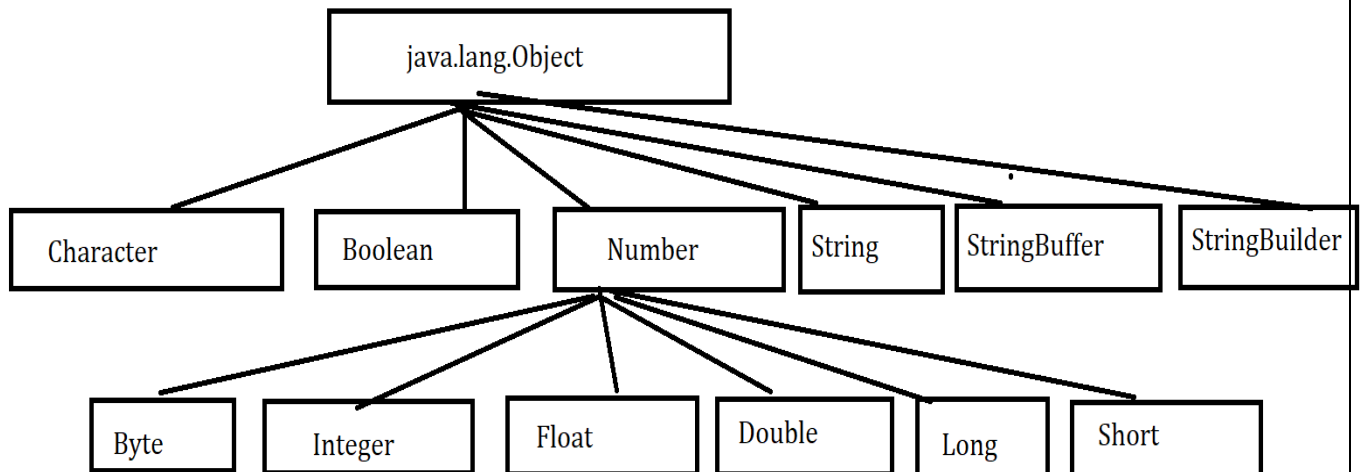 java.lang.Object
Character
Boolean
Number
String
StringBuffer
StringBuilder
Byte
Integer
Float
Double
Long
Short